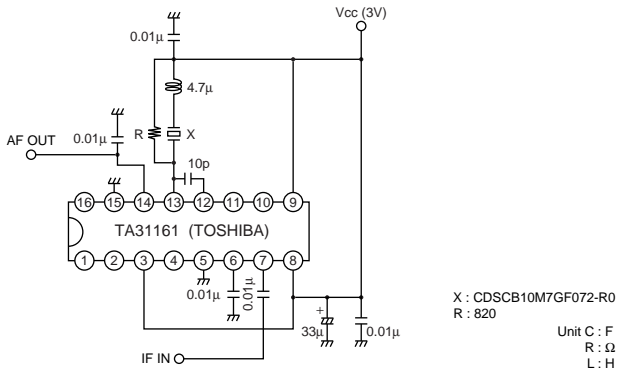 Vcc (3V)
0.01μ
4.7μ
AF OUT
0.01μ
R
X
10p
16 15 14 13 12 11 10 9
TA31161 (TOSHIBA)
1 2 3 4 5 6 7 8
0.01μ
0.01μ
+
33μ
0.01μ
IF IN
X : CDSCB10M7GF072-R0
R : 820
Unit C : F
R : Ω
L : H